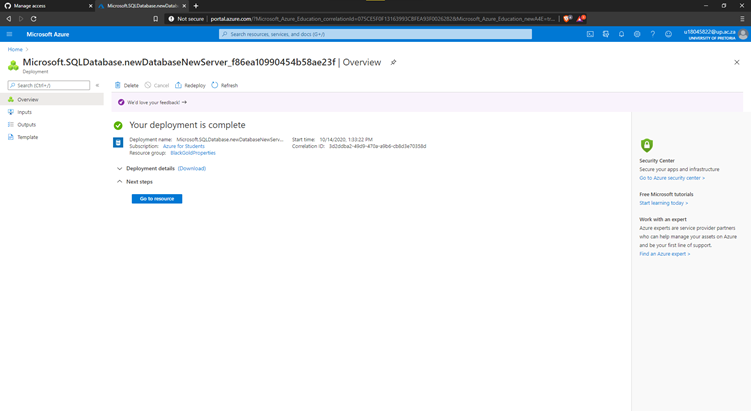 Manage access
Microsoft.SQLDatabase.newDatab
Not secure | portal.azure.com/?Microsoft_Azure_Education_correlationId=
Microsoft Azure
Search resources, services, and docs (G+/)
u18045822@up.ac.za
UNIVERSITY OF PRETORIA
Home >
Microsoft.SQLDatabase.newDatabaseNewServer_f86ea10990454b58ae23f | Overview
Deployment
Search (Ctrl+/)
Overview
Inputs
Outputs
Template
Delete
Cancel
Redeploy
Refresh
We'd love your feedback! →
Your deployment is complete
Deployment name: Microsoft.SQLDatabase.newDatabaseNewServ...
Subscription: Azure for Students
Resource group: BlackGoldProperties
Start time: 10/14/2020, 1:33:22 PM
Correlation ID: 3d2ddba2-49d9-470a-a9b6-cb8d3e70358d
Deployment details (Download)
Next steps
Go to resource
Security Center
Secure your apps and infrastructure
Go to Azure security center >
Free Microsoft tutorials
Start learning today >
Work with an expert
Azure experts are service provider partners
who can help manage your assets on Azure
and be your first line of support.
Find an Azure expert >